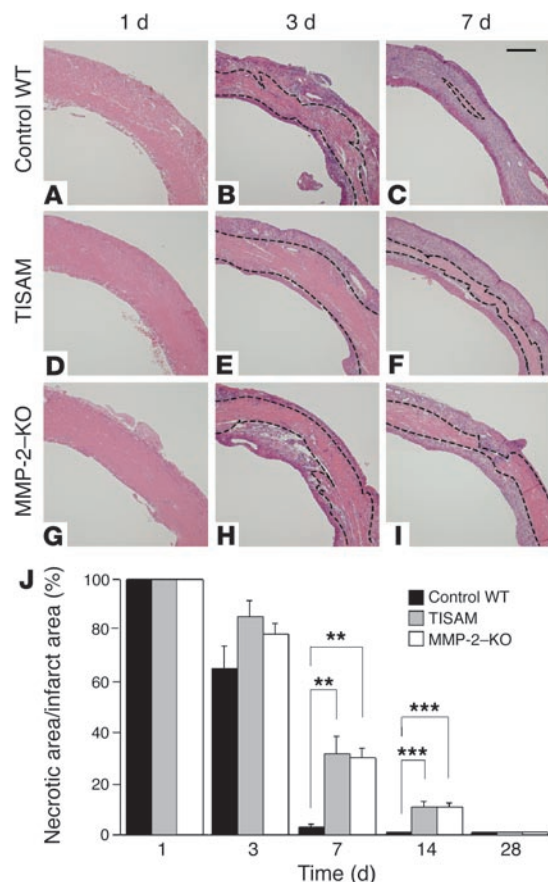 1 d 3 d 7 d
Control WT
A B C
TISAM
D E F
MMP-2–KO
G H I
J
Necrotic area/infarct area (%)
100
80
60
40
20
0
Control WT
TISAM
MMP-2–KO
** 
**
***
***
1 3 7 14 28
Time (d)